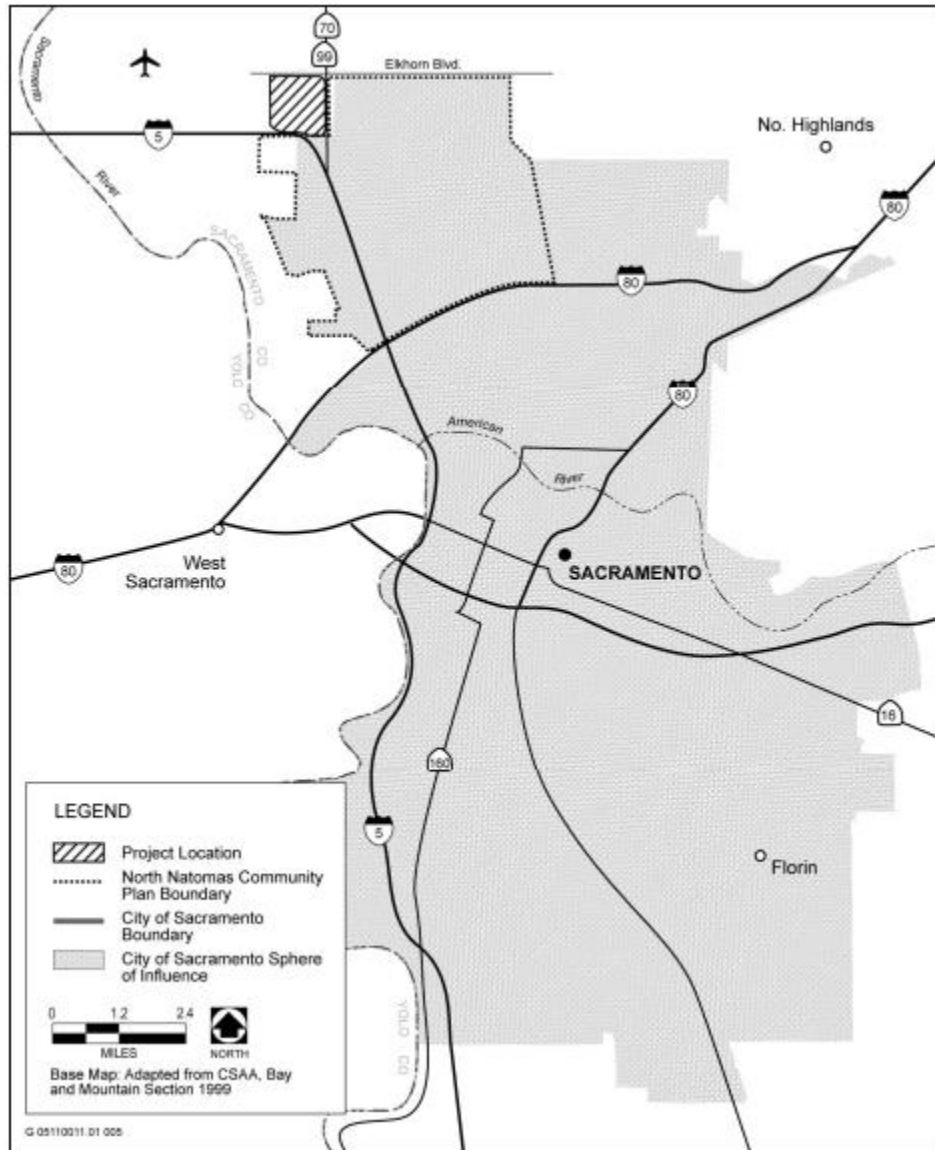 70
99
Elkhorn Blvd.
Sacramento
5
No. Highlands
River
80
SACRAMENTO CO
YOLO CO
80
80
American
River
West
Sacramento
80
SACRAMENTO
16
160
5
Florin
LEGEND
Project Location
North Natomas Community
Plan Boundary
City of Sacramento
Boundary
City of Sacramento Sphere
of Influence
0 1.2 2.4
MILES
NORTH
Base Map: Adapted from CSAA, Bay
and Mountain Section 1999
YOLO CO
G 05110011.01 005